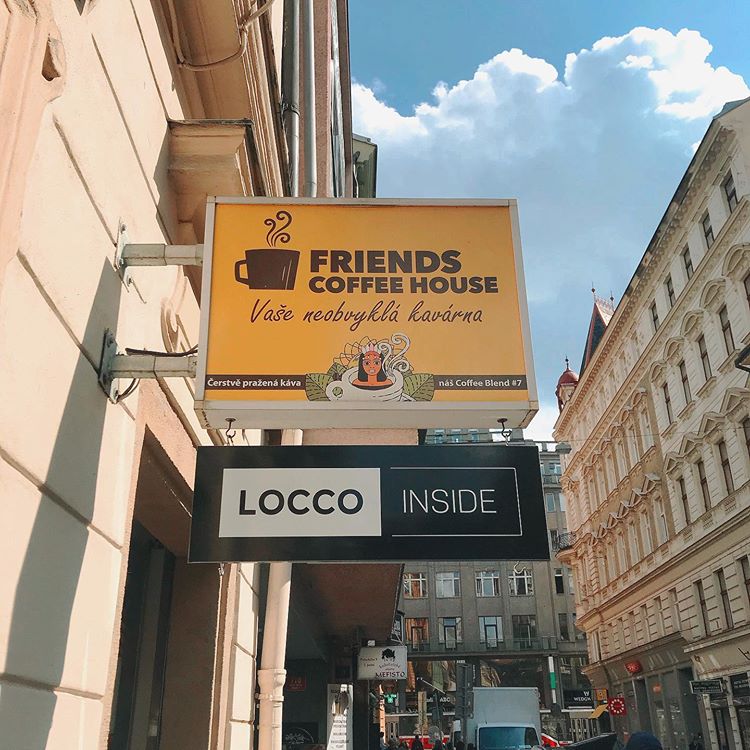 FRIENDS
COFFEE HOUSE
Vaše neobvyklá kavárna
Čerstvě pražená káva
náš Coffee Blend #7
LOCCO INSIDE
MEFISTO